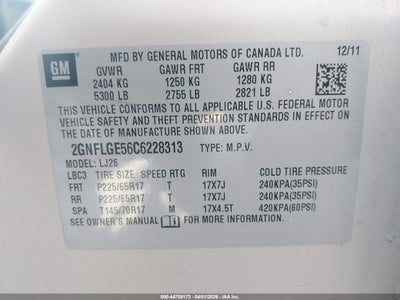 GM
MFD BY GENERAL MOTORS OF CANADA LTD. 12/11
GVWR GAWR FRT GAWR RR
2404 KG 1250 KG 1280 KG
5300 LB 2755 LB 2821 LB
THIS VEHICLE CONFORMS TO ALL APPLICABLE U.S. FEDERAL MOTOR
VEHICLE SAFETY AND THEFT PREVENTION STANDARDS IN EFFECT
ON THE DATE OF MANUFACTURE SHOWN ABOVE.
2GNFLGE56C6228313 TYPE: M.P.V.
MODEL: LJ26
LBC3 TIRE SIZE SPEED RTG RIM COLD TIRE PRESSURE
FRT P225/65R17 T 17X7J 240KPA(35PSI)
RR P225/65R17 T 17X7J 240KPA(35PSI)
SPA T145/70R17 M 17X4.5T 420KPA(60PSI)
SEE OWNER'S MANUAL FOR ADDITIONAL INFORMATION.
000-44759172 - 04/01/2026 -